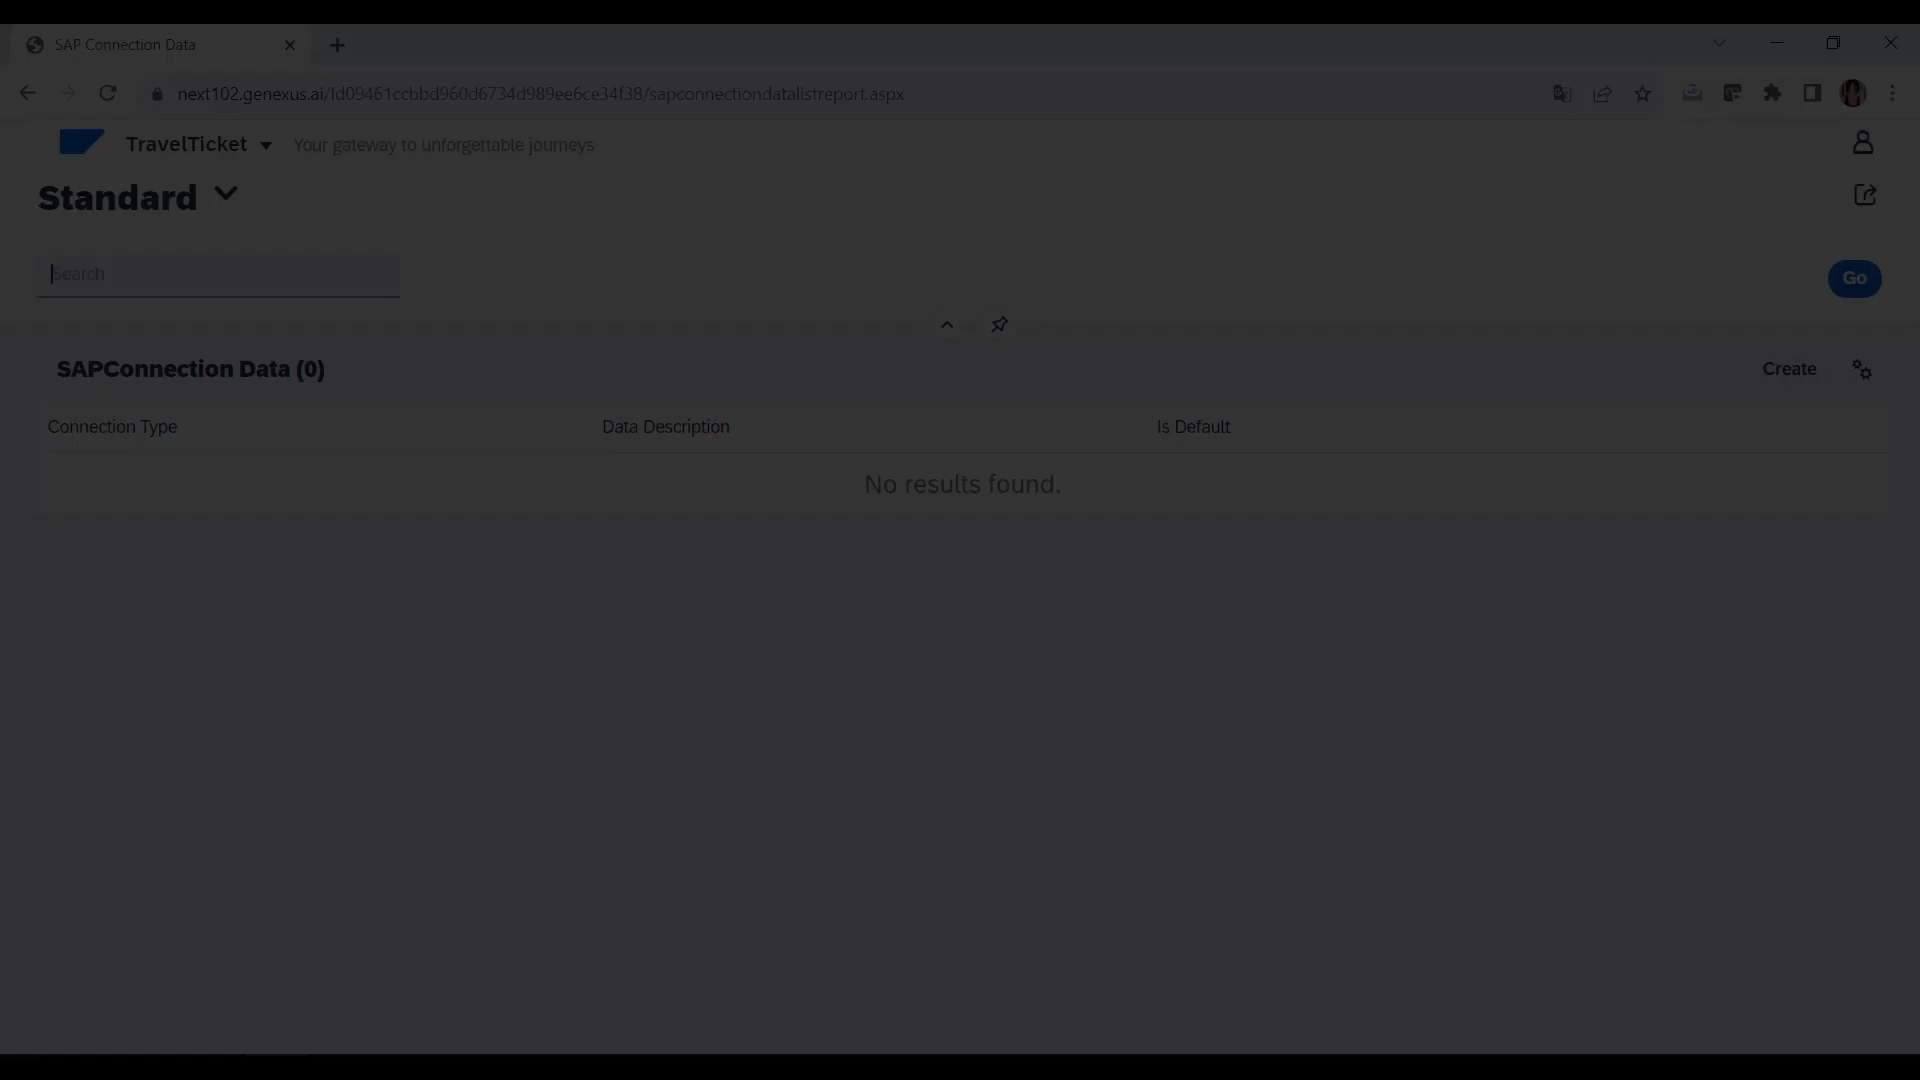 SAP Connection Data
next102.genexus.ai/Id09461ccbbd960d6734d989ee6ce34f38/sapconnectiondatalistreport.aspx
TravelTicket Your gateway to unforgettable journeys
Standard
Search
Go
SAPConnection Data (0) Create
Connection Type Data Description Is Default
No results found.